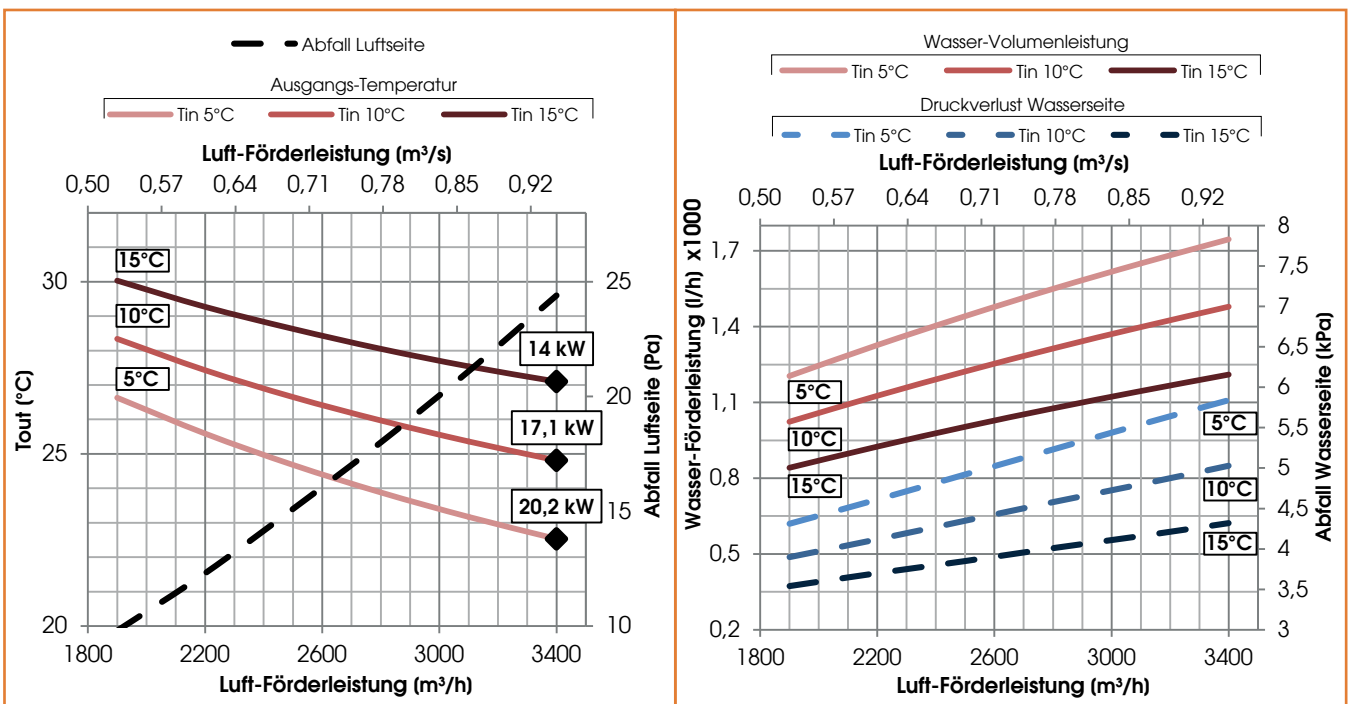 Abfall Luftseite
Ausgangs-Temperatur
Tin 5°C Tin 10°C Tin 15°C
Luft-Förderleistung (m³/s)
0,50 0,57 0,64 0,71 0,78 0,85 0,92
Tout (°C)
30
25
20
15°C
10°C
5°C
14 kW
17,1 kW
20,2 kW
25
20
15
10
Abfall Luftseite (Pa)
1800 2200 2600 3000 3400
Luft-Förderleistung (m³/h)
Wasser-Volumenleistung
Tin 5°C Tin 10°C Tin 15°C
Druckverlust Wasserseite
Tin 5°C Tin 10°C Tin 15°C
Luft-Förderleistung (m³/s)
0,50 0,57 0,64 0,71 0,78 0,85 0,92
Wasser-Förderleistung (l/h) x1000
1,7
1,4
1,1
0,8
0,5
0,2
5°C
10°C
15°C
5°C
10°C
15°C
8
7,5
7
6,5
6
5,5
5
4,5
4
3,5
3
Abfall Wasserseite (kPa)
1800 2200 2600 3000 3400
Luft-Förderleistung (m³/h)